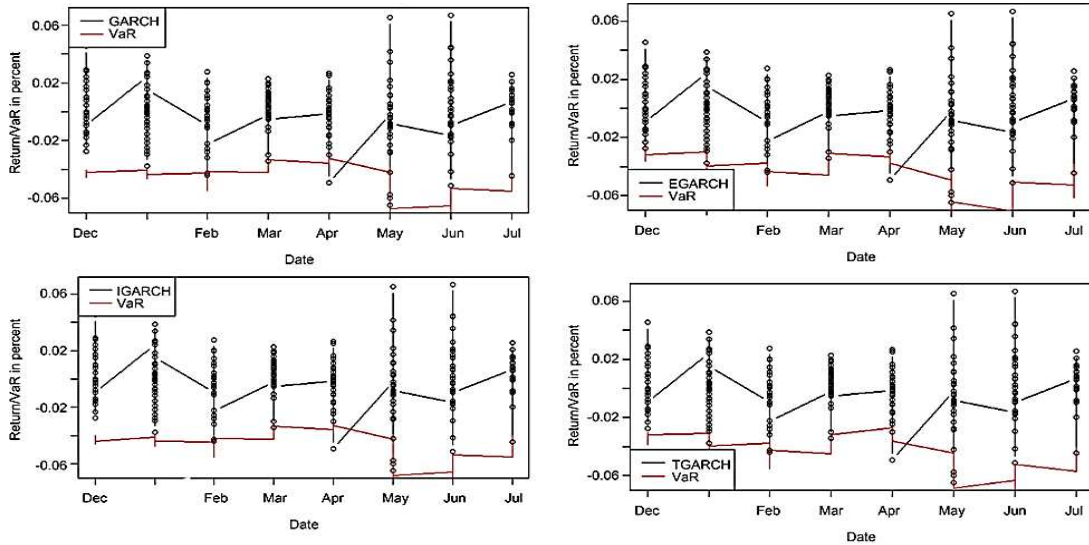 Return/VaR in percent
0.06
0.02
-0.02
-0.06
GARCH
VaR
Dec
Feb
Mar
Apr
May
Jun
Jul
Date
Return/VaR in percent
0.06
0.02
-0.02
-0.06
EGARCH
VaR
Dec
Feb
Mar
Apr
May
Jun
Jul
Date
Return/VaR in percent
0.06
0.02
-0.02
-0.06
IGARCH
VaR
Dec
Feb
Mar
Apr
May
Jun
Jul
Date
Return/VaR in percent
0.06
0.02
-0.02
-0.06
TGARCH
VaR
Dec
Feb
Mar
Apr
May
Jun
Jul
Date